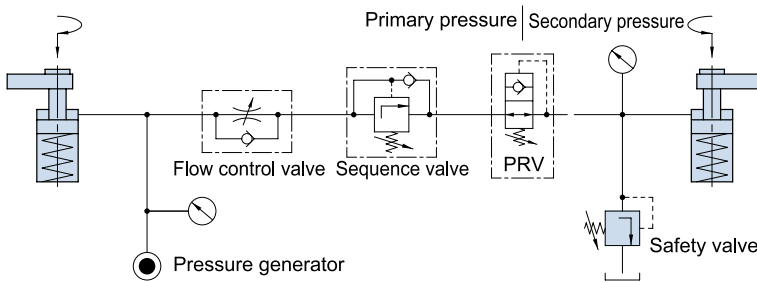 Primary pressure
Secondary pressure
Flow control valve
Sequence valve
PRV
Safety valve
Pressure generator